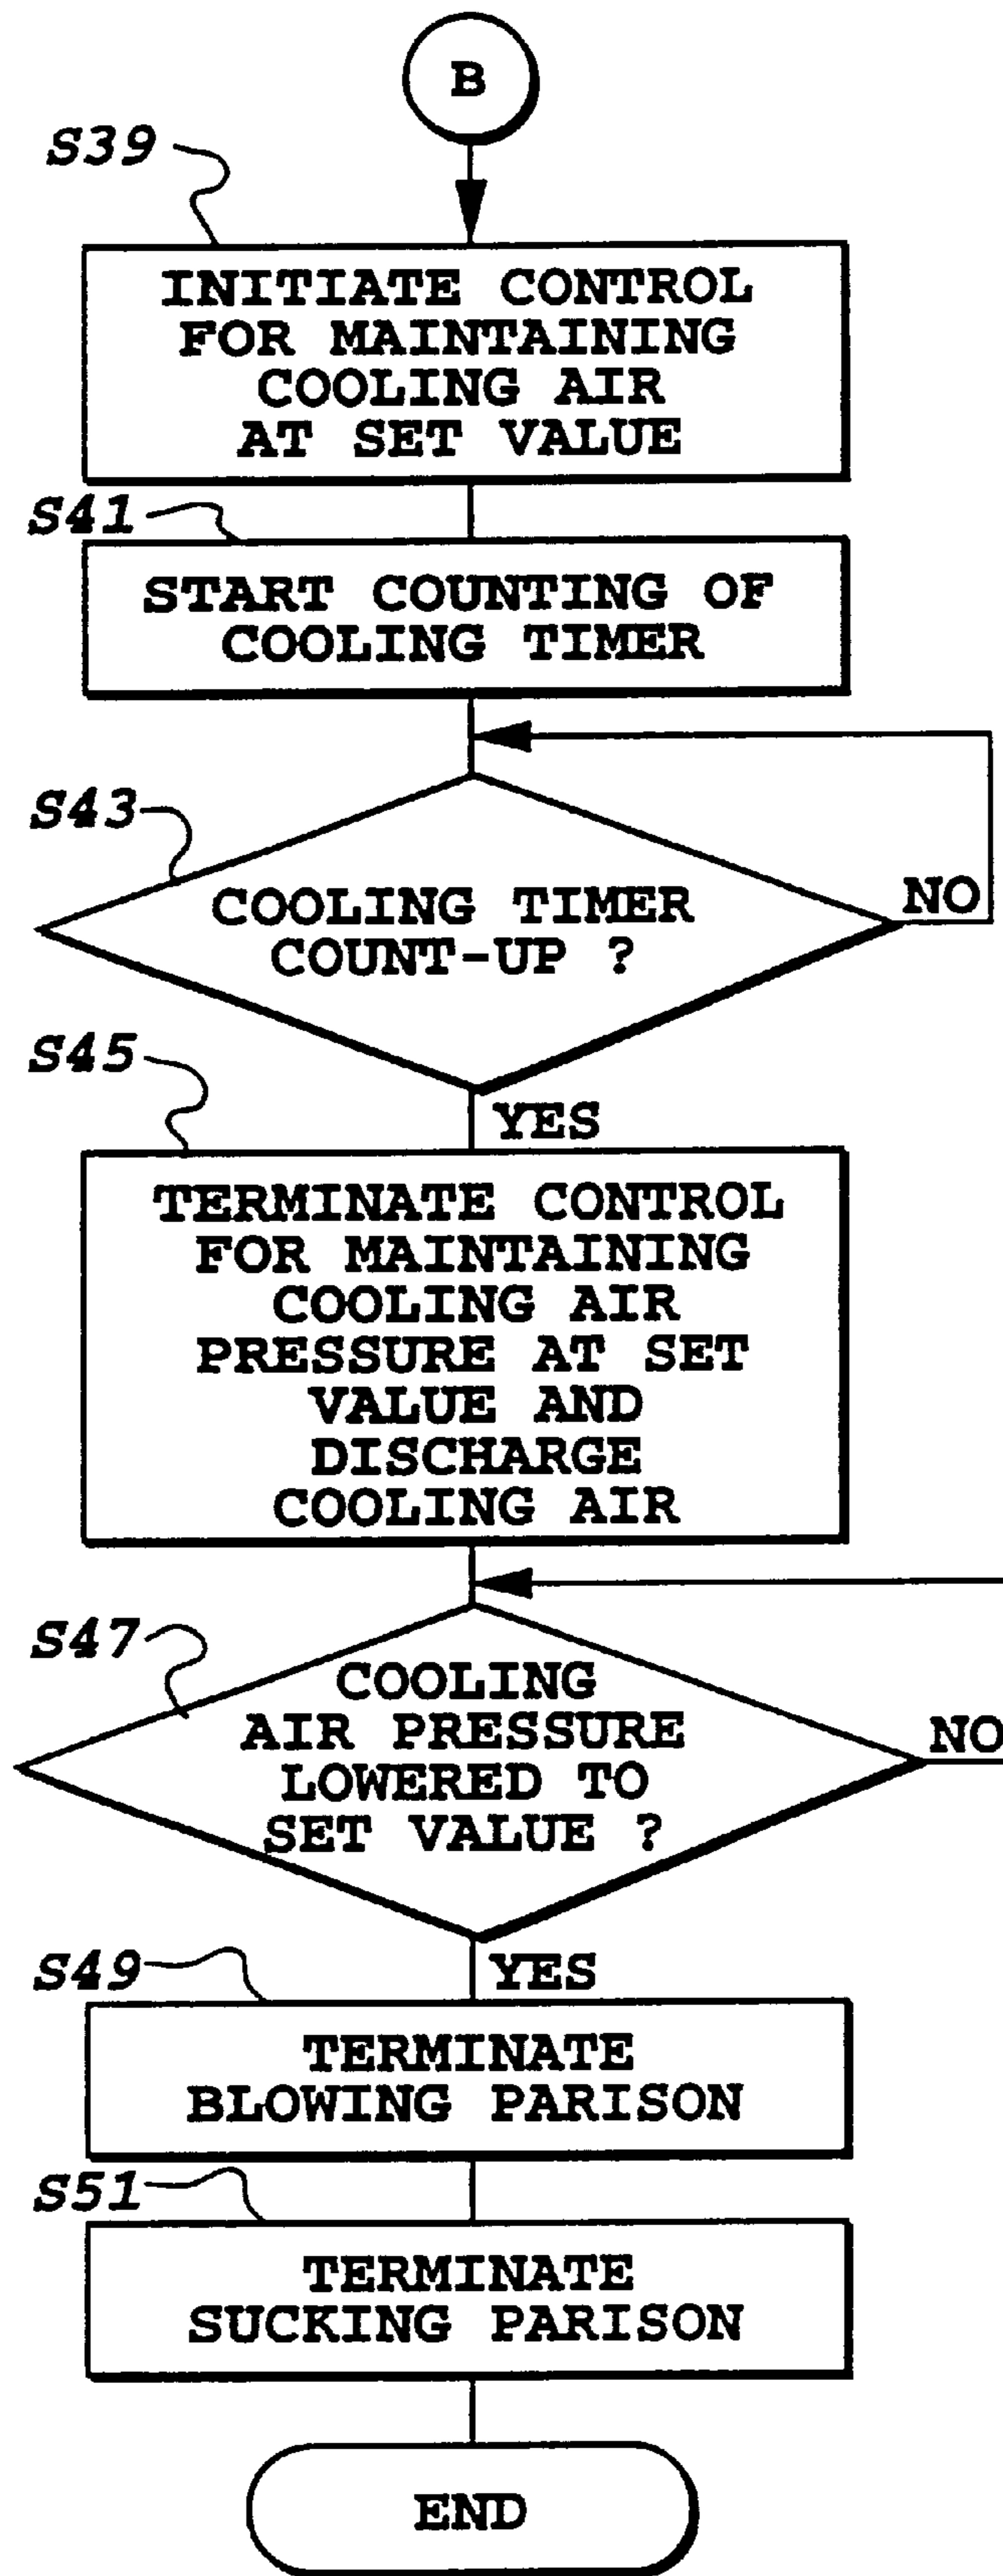 B
S39
INITIATE CONTROL
FOR MAINTAINING
COOLING AIR
AT SET VALUE
S41
START COUNTING OF
COOLING TIMER
S43
COOLING TIMER
COUNT-UP ?
NO
S45
YES
TERMINATE CONTROL
FOR MAINTAINING
COOLING AIR
PRESSURE AT SET
VALUE AND
DISCHARGE
COOLING AIR
S47
COOLING
AIR PRESSURE
LOWERED TO
SET VALUE ?
NO
S49
YES
TERMINATE
BLOWING PARISON
S51
TERMINATE
SUCKING PARISON
END